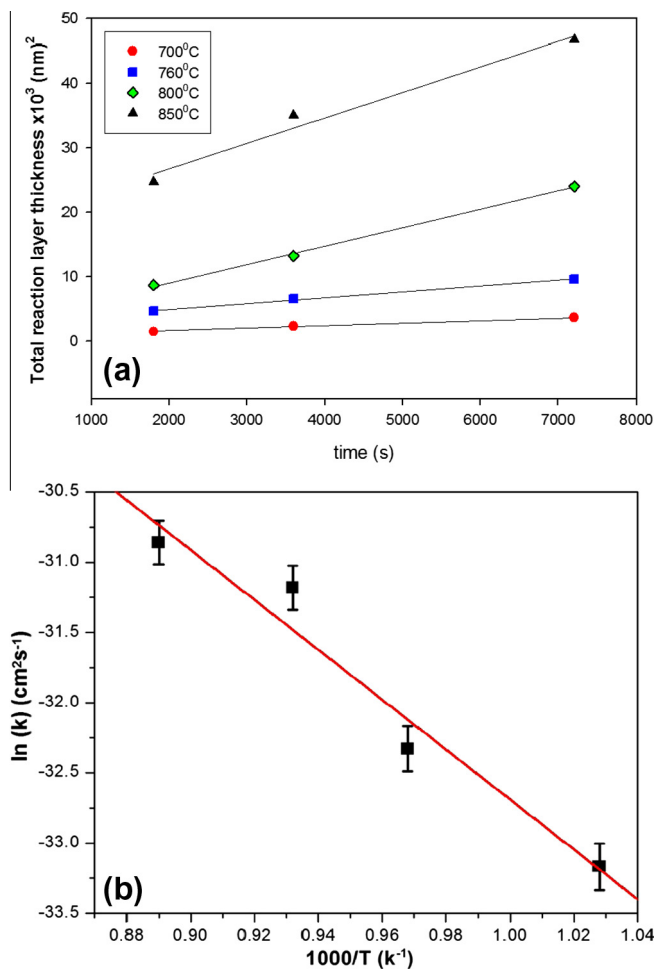 50
40
30
20
10
0
Total reaction layer thickness x10³ (nm)²
700⁰C
760⁰C
800⁰C
850⁰C
(a)
1000 2000 3000 4000 5000 6000 7000 8000
time (s)
-30.5
-31.0
-31.5
-32.0
-32.5
-33.0
-33.5
ln (k) (cm²s⁻¹)
(b)
0.88 0.90 0.92 0.94 0.96 0.98 1.00 1.02 1.04
1000/T (k⁻¹)